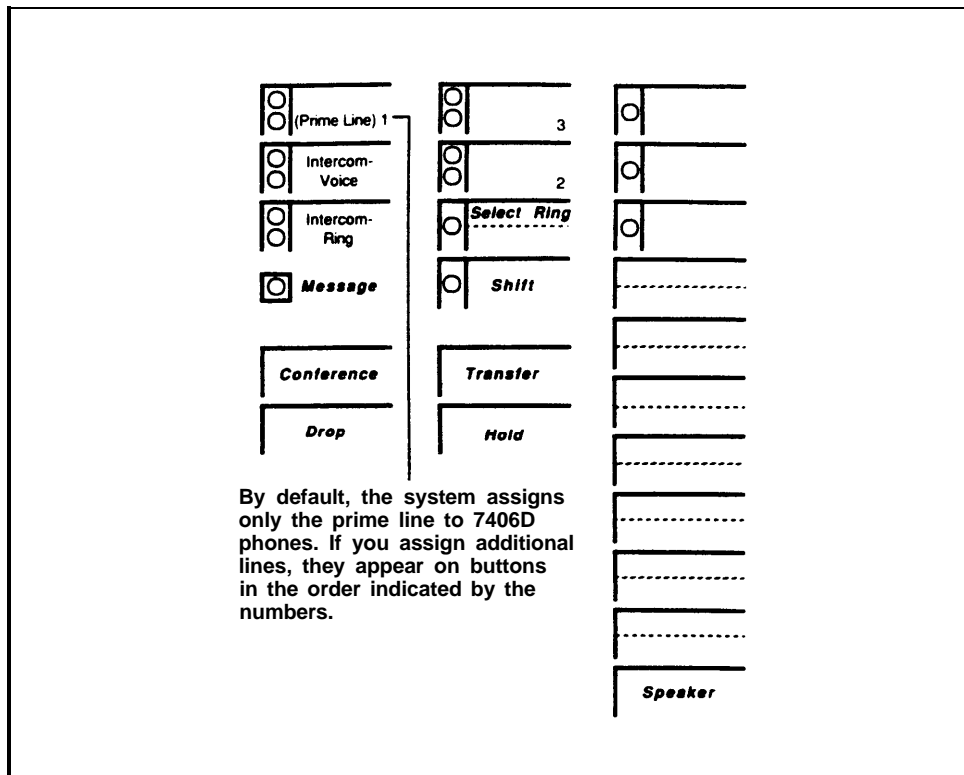 (Prime Line) 1
Intercom-
Voice
Intercom-
Ring
Message
Conference
Drop
3
2
Select Ring
Shift
Transfer
Hold
Speaker
By default, the system assigns
only the prime line to 7406D
phones. If you assign additional
lines, they appear on buttons
in the order indicated by the
numbers.